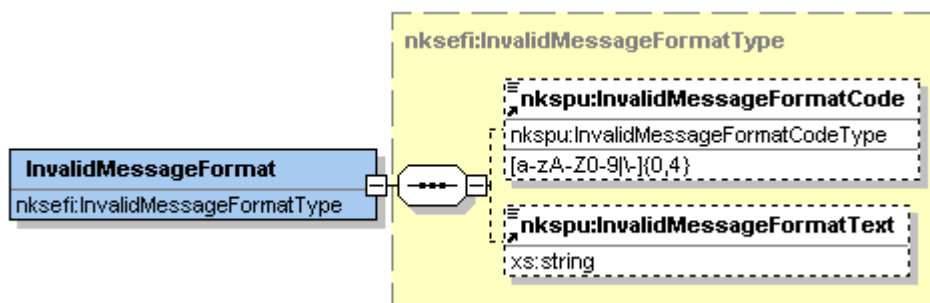 nksefi:InvalidMessageFormatType
nkspu:InvalidMessageFormatCode
nkspu:InvalidMessageFormatCodeType
[a-zA-Z0-9|\-]{0,4}
InvalidMessageFormat
nksefi:InvalidMessageFormatType
nkspu:InvalidMessageFormatText
xs:string